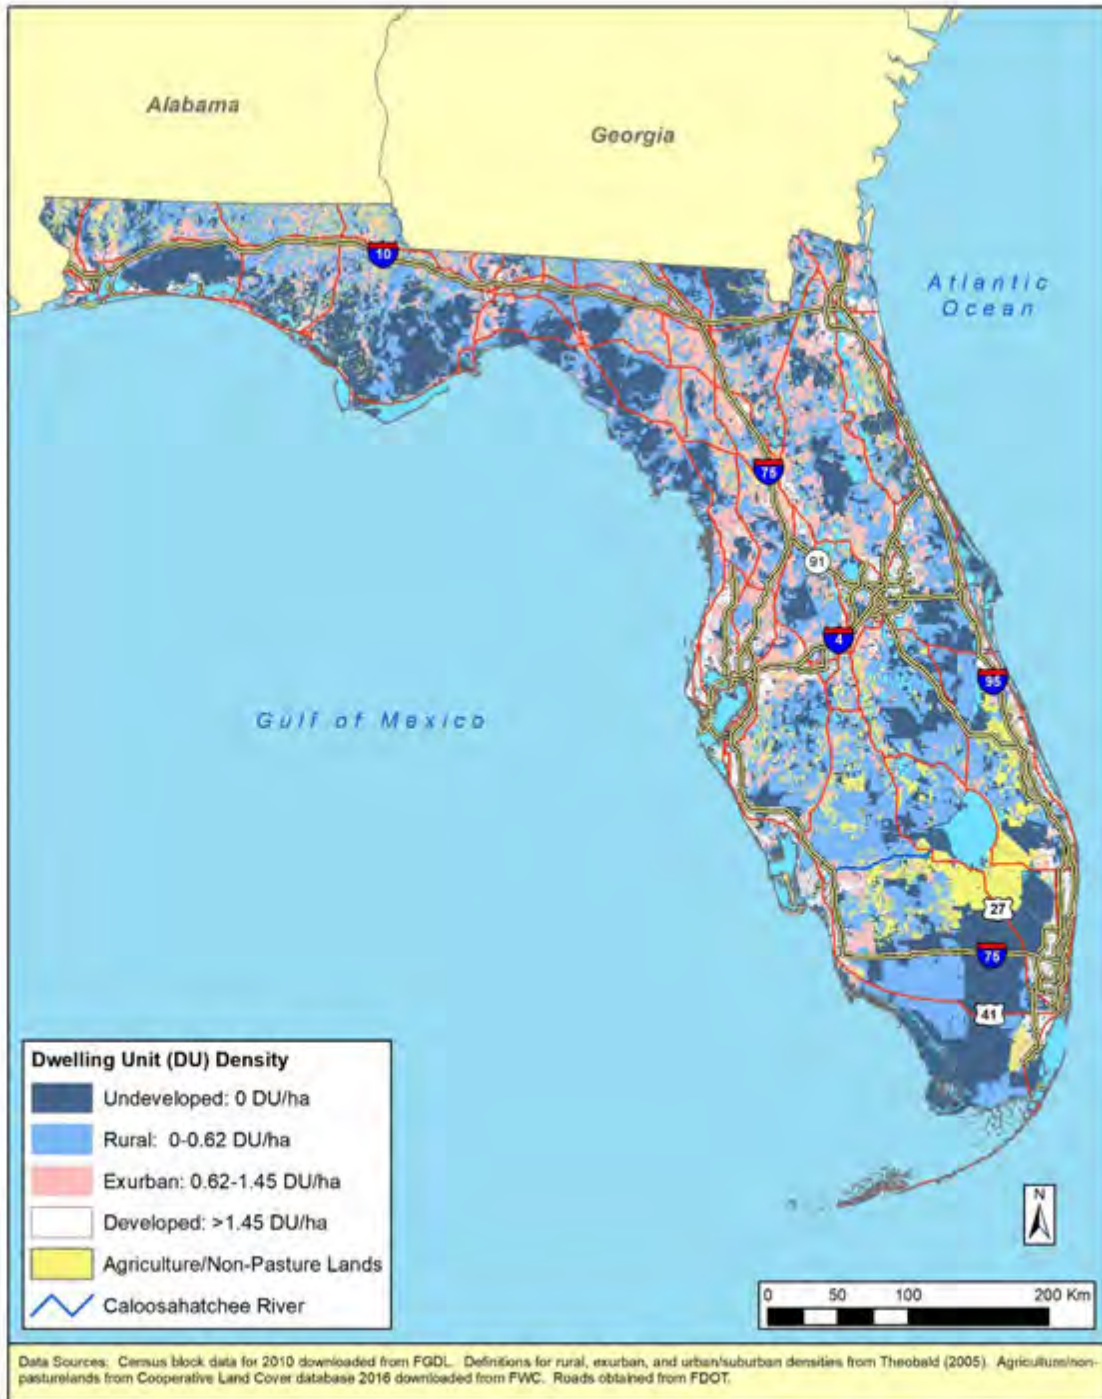 Alabama
Georgia
10
Atlantic
Ocean
75
91
4
95
Gulf of Mexico
27
75
41
Dwelling Unit (DU) Density
Undeveloped: 0 DU/ha
Rural: 0-0.62 DU/ha
Exurban: 0.62-1.45 DU/ha
Developed: >1.45 DU/ha
Agriculture/Non-Pasture Lands
Caloosahatchee River
N
0 50 100 200 Km
Data Sources: Census block data for 2010 downloaded from FGDL. Definitions for rural, exurban, and urban/suburban densities from Theobald (2005). Agriculture/non-
pasturelands from Cooperative Land Cover database 2016 downloaded from FWC. Roads obtained from FDOT.